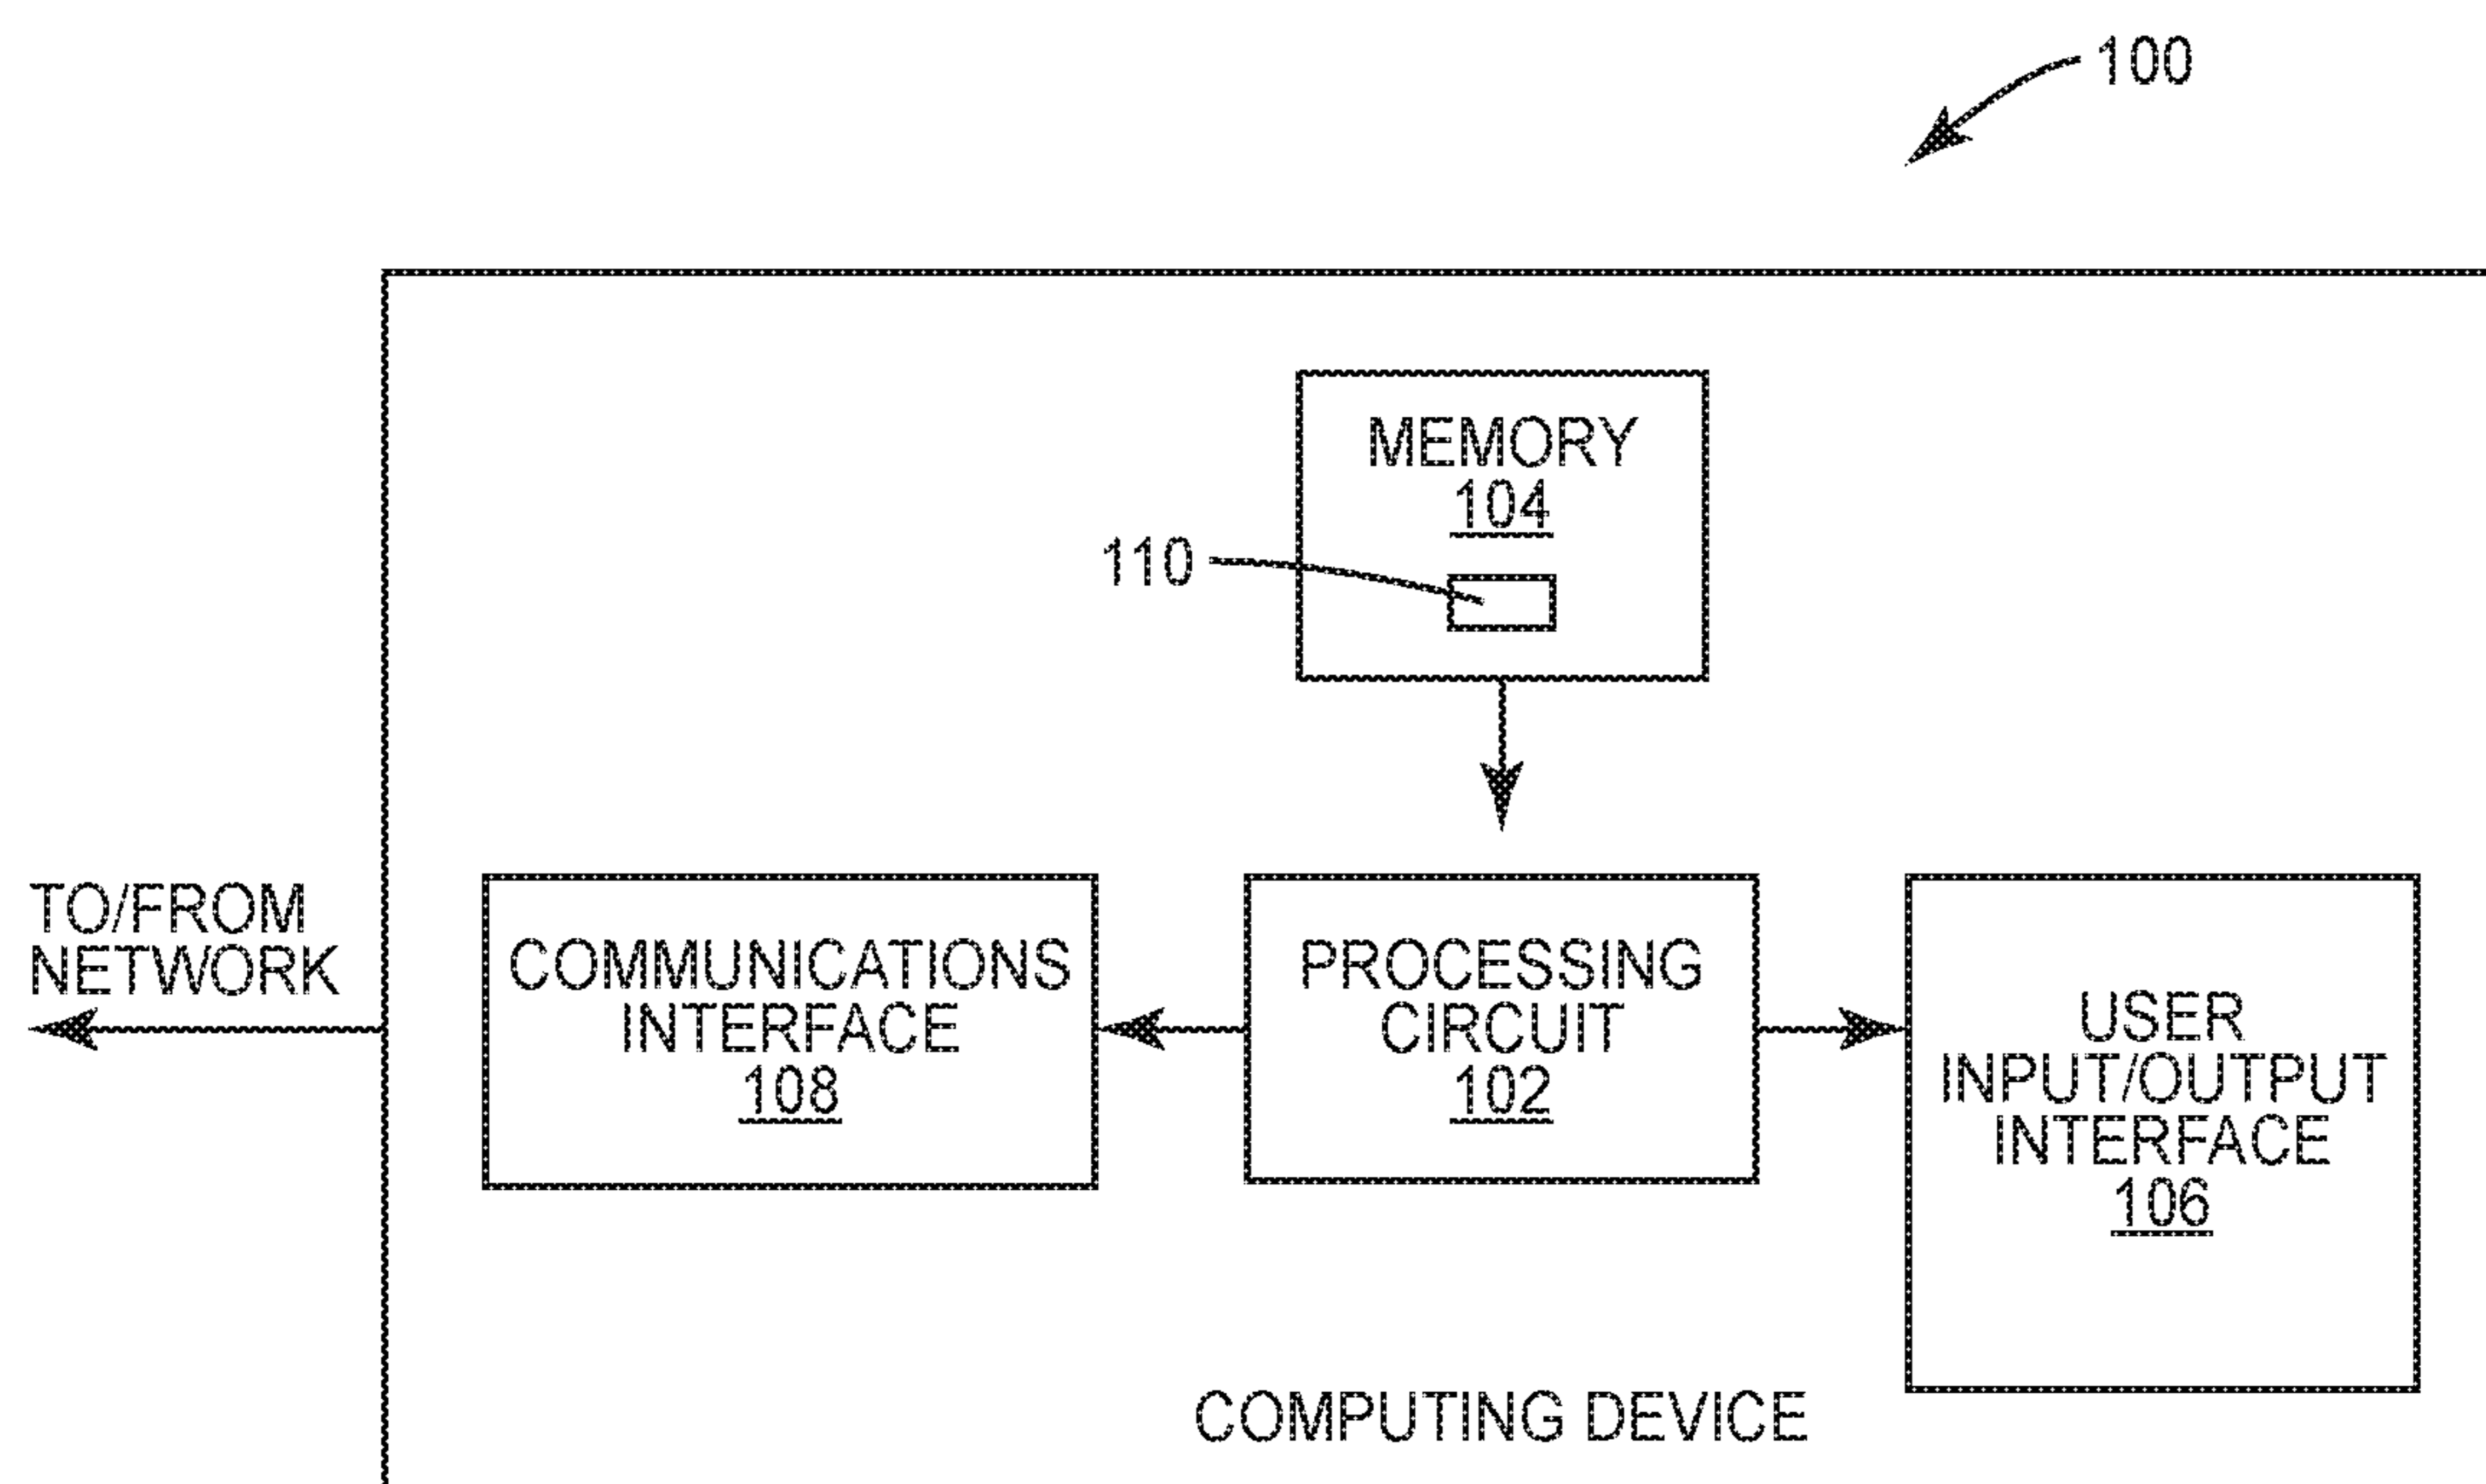 100
MEMORY
104
110
TO/FROM
NETWORK
COMMUNICATIONS
INTERFACE
108
PROCESSING
CIRCUIT
102
USER
INPUT/OUTPUT
INTERFACE
106
COMPUTING DEVICE